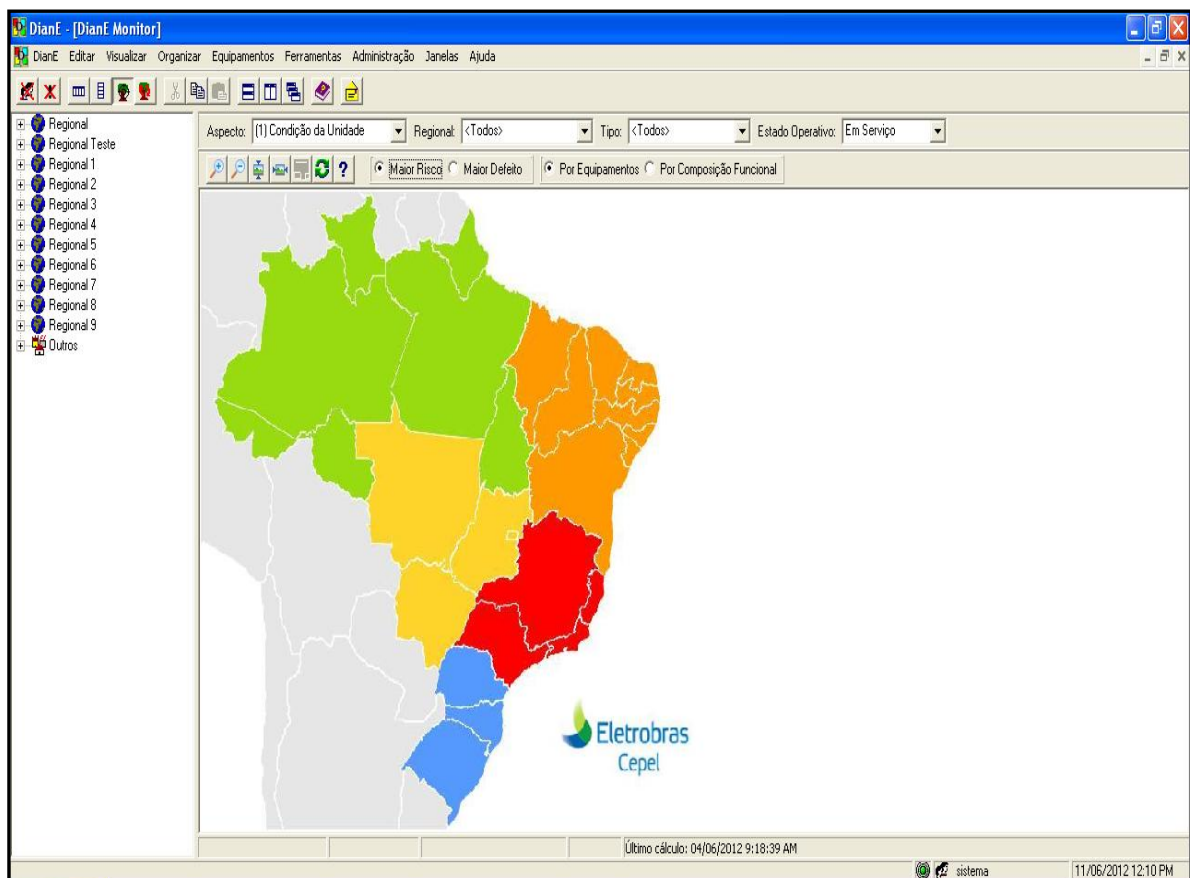 DianE - [DianE Monitor]
DianE Editar Visualizar Organizar Equipamentos Ferramentas Administração Janelas Ajuda
Regional
Regional Teste
Regional 1
Regional 2
Regional 3
Regional 4
Regional 5
Regional 6
Regional 7
Regional 8
Regional 9
Outros
Aspecto: (1) Condição da Unidade Regional: <Todos> Tipo: <Todos> Estado Operativo: Em Serviço
? Maior Risco Maior Defeito Por Equipamentos Por Composição Funcional
Eletrobras
Cepel
Último cálculo: 04/06/2012 9:18:39 AM
sistema 11/06/2012 12:10 PM